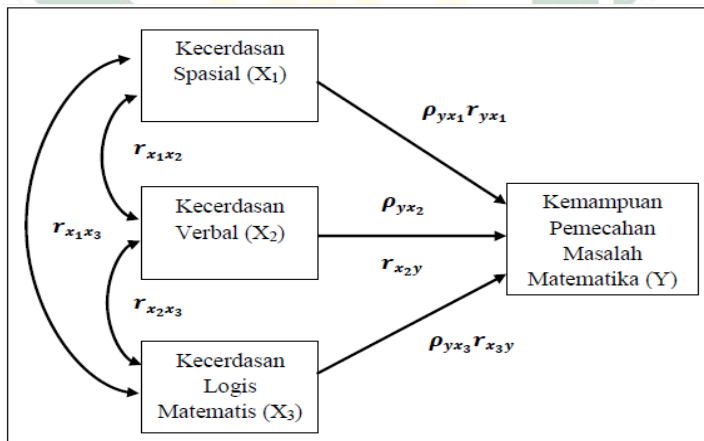 Kecerdasan
Spasial (X₁)
ρ_{yx₁} r_{yx₁}
r_{x₁x₂}
Kecerdasan
Verbal (X₂)
ρ_{yx₂}
r_{x₂y}
Kemampuan
Pemecahan
Masalah
Matematika (Y)
r_{x₁x₃}
r_{x₂x₃}
ρ_{yx₃} r_{x₃y}
Kecerdasan
Logis
Matematis (X₃)